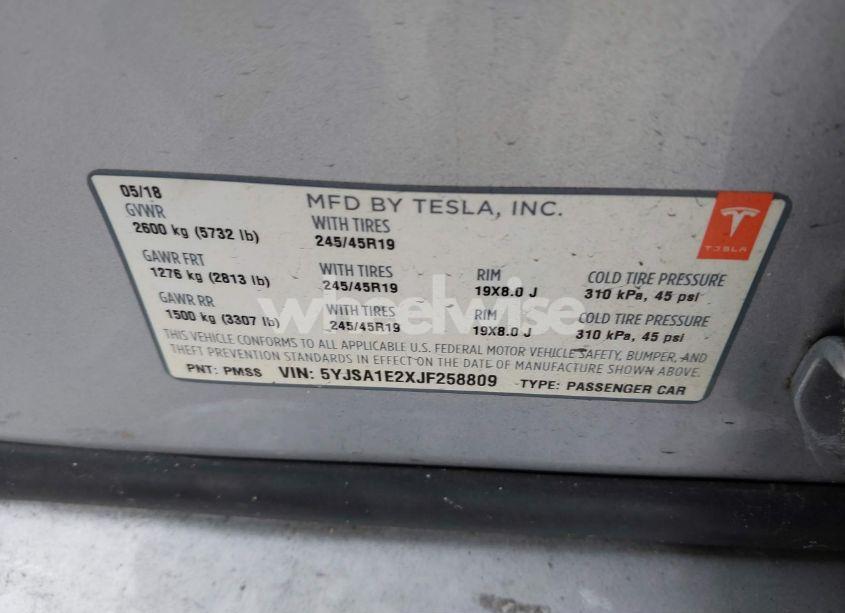 05/18
MFD BY TESLA, INC.
GVWR
2600 kg (5732 lb)
WITH TIRES
245/45R19
TESLA
GAWR FRT
1276 kg (2813 lb)
WITH TIRES
245/45R19
RIM
19X8.0 J
COLD TIRE PRESSURE
310 kPa, 45 psi
GAWR RR
1500 kg (3307 lb)
WITH TIRES
245/45R19
RIM
19X8.0 J
COLD TIRE PRESSURE
310 kPa, 45 psi
THIS VEHICLE CONFORMS TO ALL APPLICABLE U.S. FEDERAL MOTOR VEHICLE SAFETY, BUMPER, AND
THEFT PREVENTION STANDARDS IN EFFECT ON THE DATE OF MANUFACTURE SHOWN ABOVE.
PNT: PMSS VIN: 5YJSA1E2XJF258809 TYPE: PASSENGER CAR
wheelwise